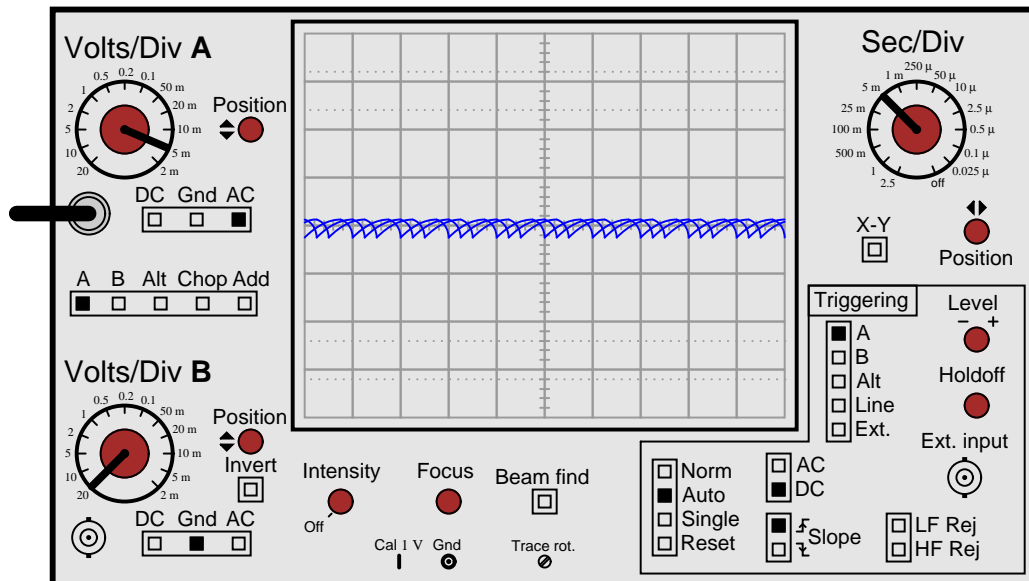 Volts/Div A
0.5 0.2 0.1
1 50 m
2 20 m
5 10 m
10 5 m
20 2 m
Position
DC Gnd AC
A B Alt Chop Add
Volts/Div B
0.5 0.2 0.1
1 50 m
2 20 m
5 10 m
10 5 m
20 2 m
Position
Invert
DC Gnd AC
Intensity
Off
Focus
Beam find
Cal 1 V Gnd
Trace rot.
Sec/Div
250 µ
1 m 50 µ
5 m 10 µ
25 m 2.5 µ
100 m 0.5 µ
500 m 0.1 µ
1 0.025 µ
2.5 off
X-Y
Position
Triggering
A
B
Alt
Line
Ext.
Level
− +
Holdoff
Ext. input
Norm
Auto
Single
Reset
AC
DC
Slope
LF Rej
HF Rej